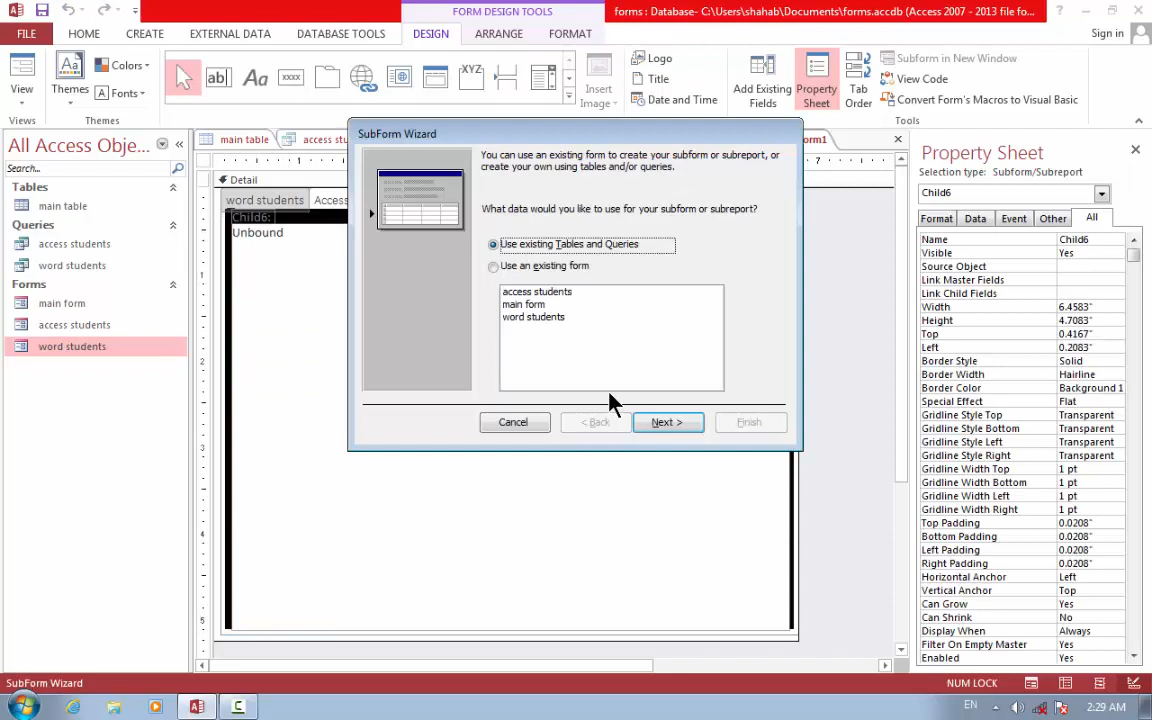 FORM DESIGN TOOLS
forms : Database- C:\Users\shahab\Documents\forms.accdb (Access 2007 - 2013 file fo...
FILE
HOME
CREATE
EXTERNAL DATA
DATABASE TOOLS
DESIGN
ARRANGE
FORMAT
Sign in
View
Themes
Colors
Fonts
ab|
Aa
xxxx
XYZ
Insert
Image
Logo
Title
Date and Time
Add Existing
Fields
Property
Sheet
Tab
Order
Subform in New Window
View Code
Convert Form's Macros to Visual Basic
Views
Themes
Tools
All Access Obje...
Search...
Tables
main table
Queries
access students
word students
Forms
main form
access students
word students
main table
access stu
orm1
Detail
word students
Access
Child6:
Unbound
SubForm Wizard
You can use an existing form to create your subform or subreport, or
create your own using tables and/or queries.
What data would you like to use for your subform or subreport?
Use existing Tables and Queries
Use an existing form
access students
main form
word students
Cancel
< Back
Next >
Finish
Property Sheet
Selection type: Subform/Subreport
Child6
Format
Data
Event
Other
All
Name Child6
Visible Yes
Source Object
Link Master Fields
Link Child Fields
Width 6.4583"
Height 4.7083"
Top 0.4167"
Left 0.2083"
Border Style Solid
Border Width Hairline
Border Color Background 1
Special Effect Flat
Gridline Style Top Transparent
Gridline Style Bottom Transparent
Gridline Style Left Transparent
Gridline Style Right Transparent
Gridline Width Top 1 pt
Gridline Width Bottom 1 pt
Gridline Width Left 1 pt
Gridline Width Right 1 pt
Top Padding 0.0208"
Bottom Padding 0.0208"
Left Padding 0.0208"
Right Padding 0.0208"
Horizontal Anchor Left
Vertical Anchor Top
Can Grow Yes
Can Shrink No
Display When Always
Filter On Empty Master Yes
Enabled Yes
SubForm Wizard
NUM LOCK
EN
2:29 AM